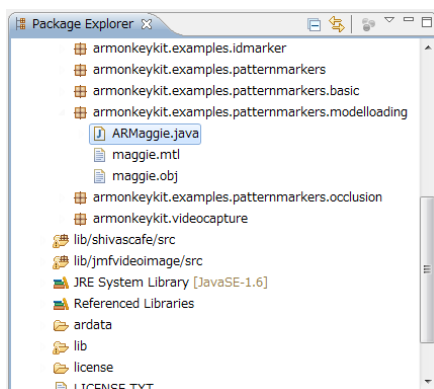 Package Explorer
armonkeykit.examples.idmarker
armonkeykit.examples.patternmarkers
armonkeykit.examples.patternmarkers.basic
armonkeykit.examples.patternmarkers.modelloading
ARMaggie.java
maggie.mtl
maggie.obj
armonkeykit.examples.patternmarkers.occlusion
armonkeykit.videocapture
lib/shivascafe/src
lib/jmfvideoimage/src
JRE System Library [JavaSE-1.6]
Referenced Libraries
ardata
lib
license
LICENSE.TXT